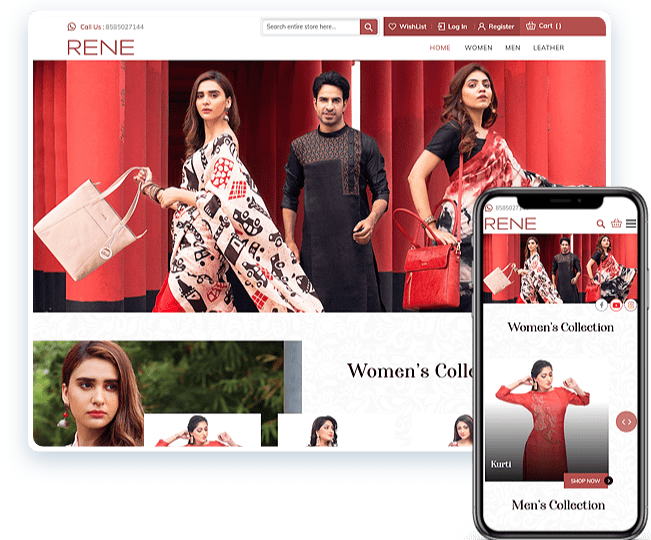 Call Us : 8585027144
Search entire store here...
WishList
Log In
Register
Cart ( )
RENE
HOME WOMEN MEN LEATHER
Women's Colle
858502
RENE
Women's Collection
Kurti
SHOP NOW
Men's Collection